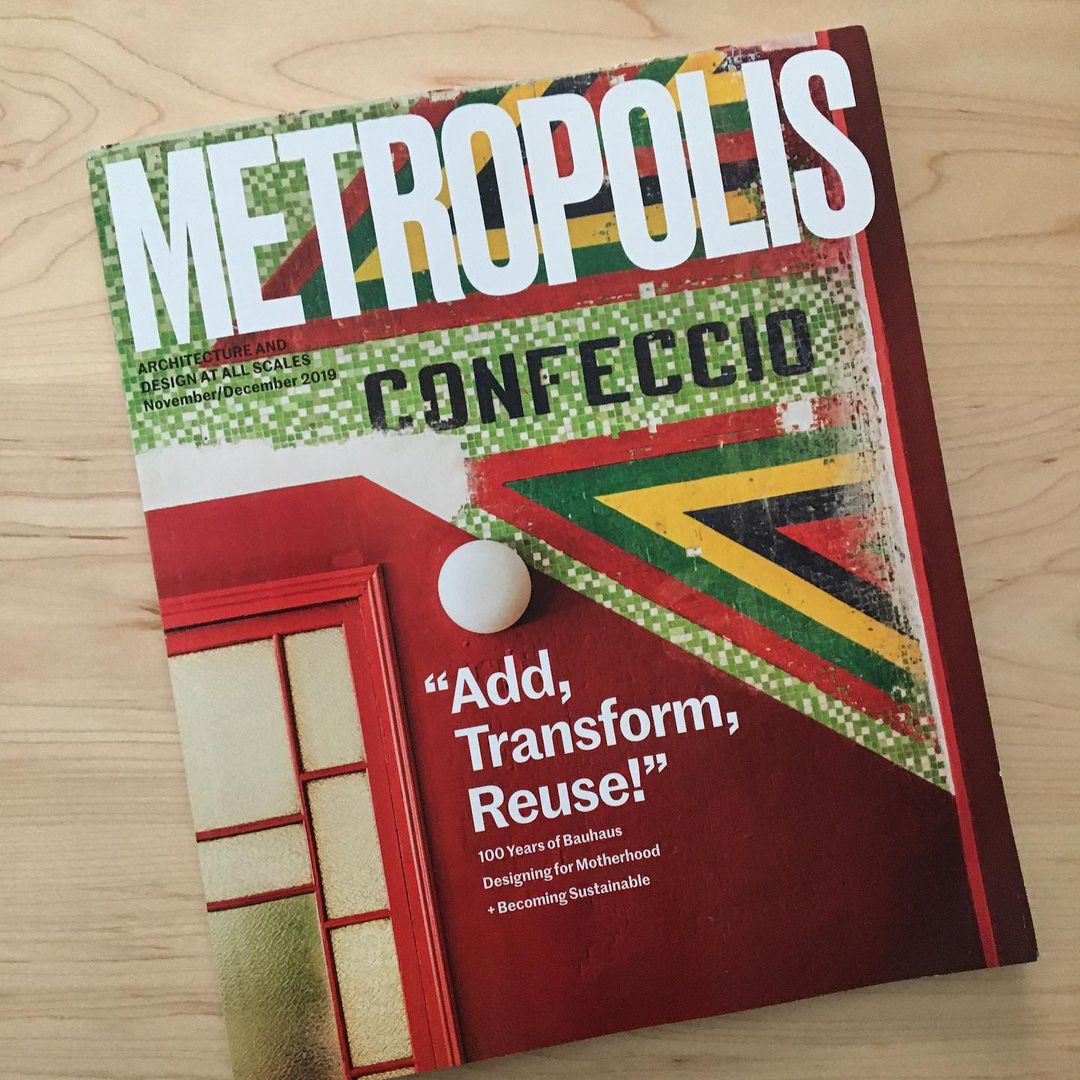 METROPOLIS
ARCHITECTURE AND
DESIGN AT ALL SCALES
November/December 2019
CONFECCIO
“Add,
Transform,
Reuse!”
100 Years of Bauhaus
Designing for Motherhood
+ Becoming Sustainable